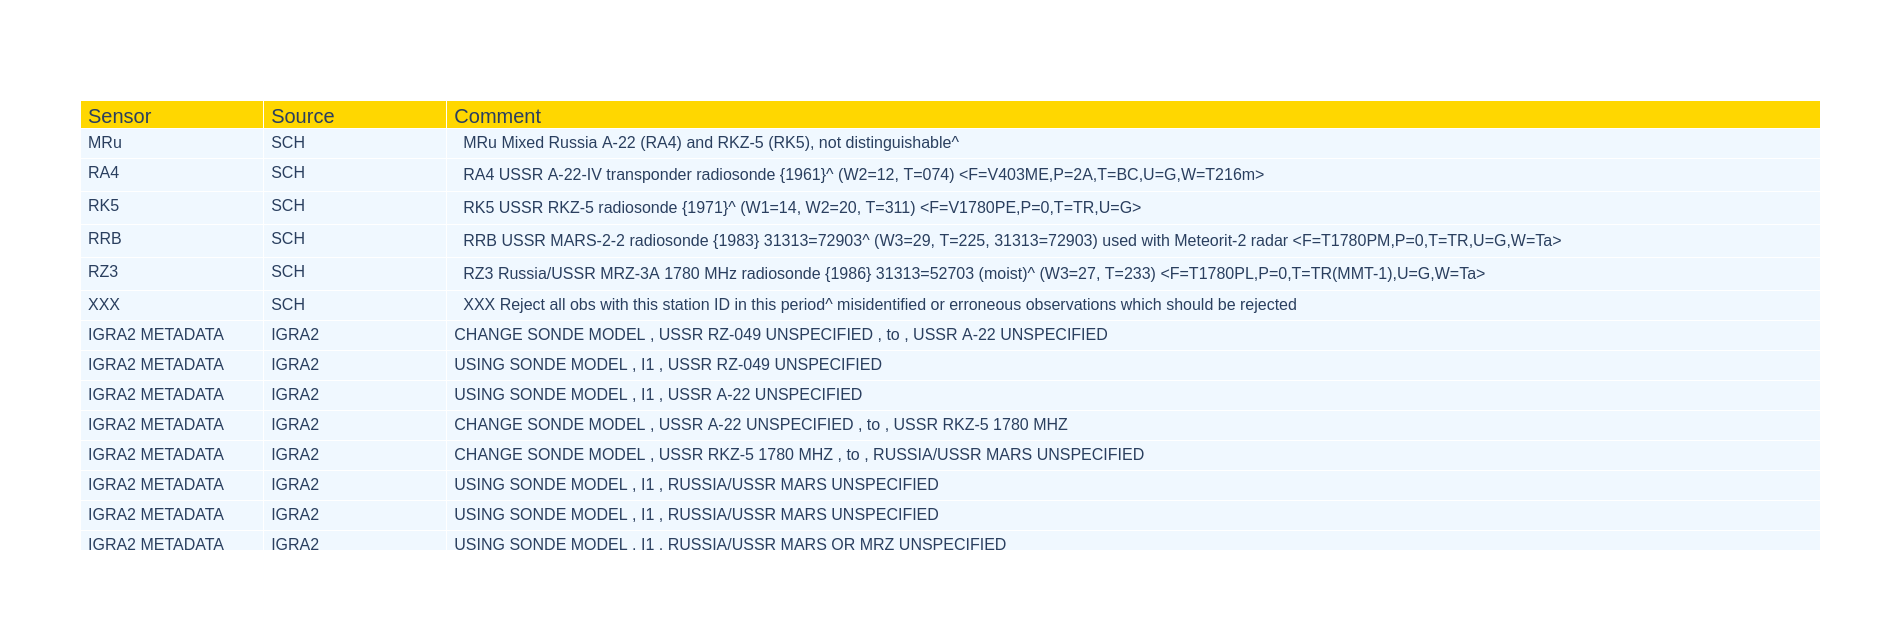 Sensor Source Comment
MRu SCH MRu Mixed Russia A-22 (RA4) and RKZ-5 (RK5), not distinguishable^
RA4 SCH RA4 USSR A-22-IV transponder radiosonde {1961}^ (W2=12, T=074) <F=V403ME,P=2A,T=BC,U=G,W=T216m>
RK5 SCH RK5 USSR RKZ-5 radiosonde {1971}^ (W1=14, W2=20, T=311) <F=V1780PE,P=0,T=TR,U=G>
RRB SCH RRB USSR MARS-2-2 radiosonde {1983} 31313=72903^ (W3=29, T=225, 31313=72903) used with Meteorit-2 radar <F=T1780PM,P=0,T=TR,U=G,W=Ta>
RZ3 SCH RZ3 Russia/USSR MRZ-3A 1780 MHz radiosonde {1986} 31313=52703 (moist)^ (W3=27, T=233) <F=T1780PL,P=0,T=TR(MMT-1),U=G,W=Ta>
XXX SCH XXX Reject all obs with this station ID in this period^ misidentified or erroneous observations which should be rejected
IGRA2 METADATA IGRA2 CHANGE SONDE MODEL , USSR RZ-049 UNSPECIFIED , to , USSR A-22 UNSPECIFIED
IGRA2 METADATA IGRA2 USING SONDE MODEL , I1 , USSR RZ-049 UNSPECIFIED
IGRA2 METADATA IGRA2 USING SONDE MODEL , I1 , USSR A-22 UNSPECIFIED
IGRA2 METADATA IGRA2 CHANGE SONDE MODEL , USSR A-22 UNSPECIFIED , to , USSR RKZ-5 1780 MHZ
IGRA2 METADATA IGRA2 CHANGE SONDE MODEL , USSR RKZ-5 1780 MHZ , to , RUSSIA/USSR MARS UNSPECIFIED
IGRA2 METADATA IGRA2 USING SONDE MODEL , I1 , RUSSIA/USSR MARS UNSPECIFIED
IGRA2 METADATA IGRA2 USING SONDE MODEL , I1 , RUSSIA/USSR MARS UNSPECIFIED
IGRA2 METADATA IGRA2 USING SONDE MODEL , I1 , RUSSIA/USSR MARS OR MRZ UNSPECIFIED